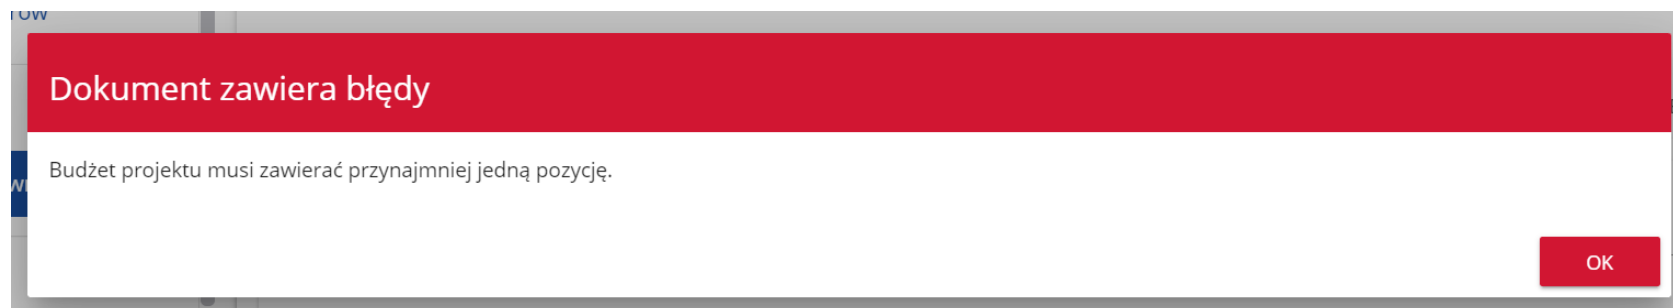 Dokument zawiera błędy
Budżet projektu musi zawierać przynajmniej jedną pozycję.
OK